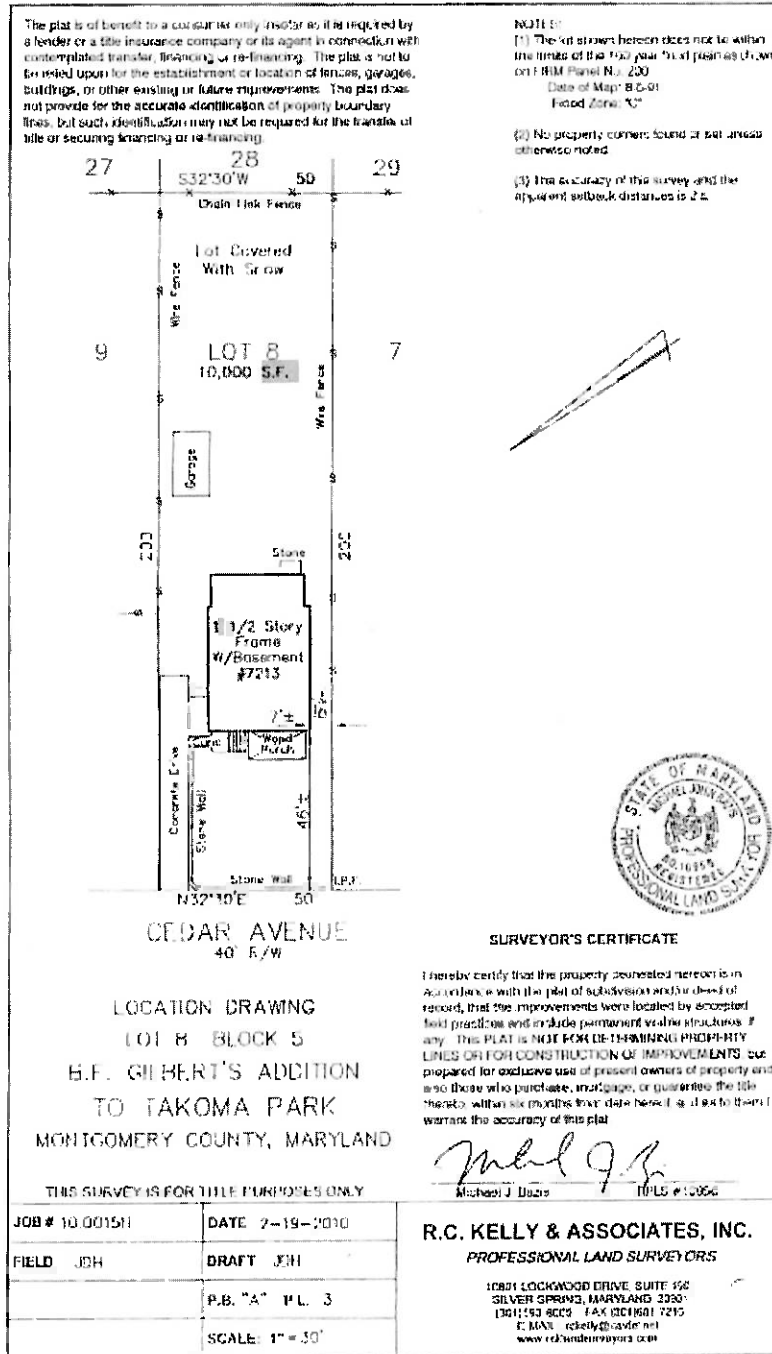 The plat is of benefit to a consumer only insofar as it is required by
a lender or a title insurance company or its agent in connection with
contemplated transfer, financing or re-financing. The plat is not to
be relied upon for the establishment or location of fences, garages,
buildings, or other existing or future improvements. The plat does
not provide for the accurate identification of property boundary
lines, but such identification may not be required for the transfer of
title or securing financing or re-financing.
NOTES:
(1) The lot shown hereon does not lie within
the limits of the 100 year flood plain as shown
on FIRM Panel No. 200
Date of Map: 8-5-91
Flood Zone: "C"
(2) No property corners found or set unless
otherwise noted.
(3) The accuracy of this survey and the
apparent setback distances is 2'±.
27
28
29
S32°30'W
50
Chain Link Fence
Lot Covered
With Snow
Wire Fence
Wire Fence
9
LOT 8
10,000 S.F.
7
Garage
200
200
Stone
1 1/2 Story
Frame
W/Basement
#7213
7'±
Wood
Porch
Concrete Drive
Stone Wall
46'±
Stone Wall
I.P.F.
N32°30'E
50
CEDAR AVENUE
40' R/W
STATE OF MARYLAND
REGISTERED
PROFESSIONAL LAND SURVEYOR
SURVEYOR'S CERTIFICATE
I hereby certify that the property delineated hereon is in
Accordance with the plat of subdivision and/or deed of
record, that the improvements were located by accepted
field practices and include permanent visible structures, if
any. This PLAT is NOT FOR DETERMINING PROPERTY
LINES OR FOR CONSTRUCTION OF IMPROVEMENTS, but
prepared for exclusive use of present owners of property and
also those who purchase, mortgage, or guarantee the title
thereto, within six months from date hereof, and as to them I
warrant the accuracy of this plat
LOCATION DRAWING
LOT 8 BLOCK 5
B.F. GILBERT'S ADDITION
TO TAKOMA PARK
MONTGOMERY COUNTY, MARYLAND
THIS SURVEY IS FOR TITLE PURPOSES ONLY
Michael J. RPLS
JOB # 10.0015H
DATE 2-19-2010
FIELD JDH
DRAFT JDH
P.B. "A" PL. 3
SCALE: 1" = 30'
R.C. KELLY & ASSOCIATES, INC.
PROFESSIONAL LAND SURVEYORS
LOCKWOOD DRIVE, SUITE
SILVER SPRING, MARYLAND